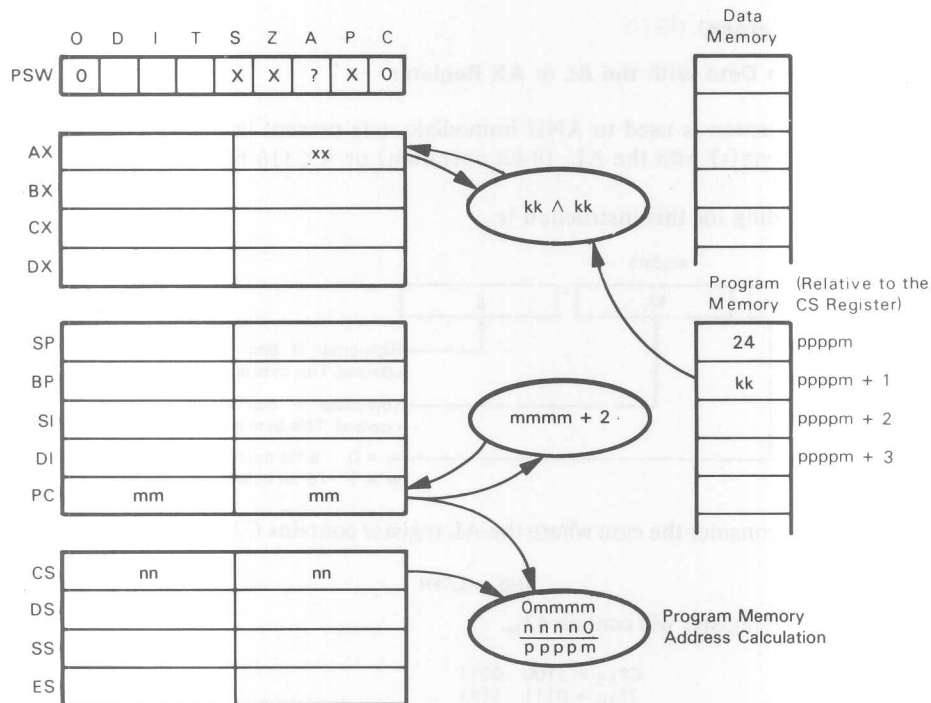 Data
Memory
O D I T S Z A P C
PSW 0 X X ? X 0
AX xx
BX
CX
DX
kk ∧ kk
Program Memory (Relative to the CS Register)
24 ppppm
kk ppppm + 1
ppppm + 2
ppppm + 3
SP
BP
SI
DI
PC mm mm
mmmm + 2
CS nn nn
DS
SS
ES
0mmmm
nnnn0
ppppm
Program Memory
Address Calculation